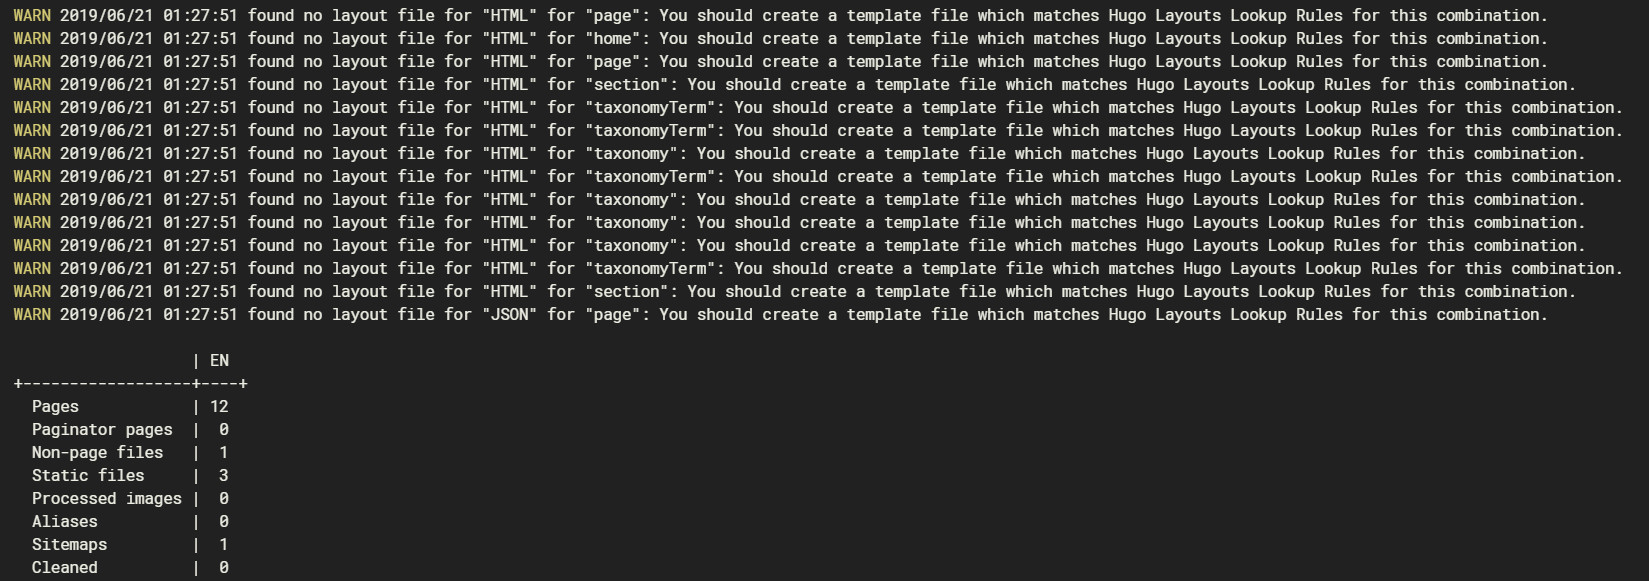 WARN 2019/06/21 01:27:51 found no layout file for "HTML" for "page": You should create a template file which matches Hugo Layouts Lookup Rules for this combination.
WARN 2019/06/21 01:27:51 found no layout file for "HTML" for "home": You should create a template file which matches Hugo Layouts Lookup Rules for this combination.
WARN 2019/06/21 01:27:51 found no layout file for "HTML" for "page": You should create a template file which matches Hugo Layouts Lookup Rules for this combination.
WARN 2019/06/21 01:27:51 found no layout file for "HTML" for "section": You should create a template file which matches Hugo Layouts Lookup Rules for this combination.
WARN 2019/06/21 01:27:51 found no layout file for "HTML" for "taxonomyTerm": You should create a template file which matches Hugo Layouts Lookup Rules for this combination.
WARN 2019/06/21 01:27:51 found no layout file for "HTML" for "taxonomyTerm": You should create a template file which matches Hugo Layouts Lookup Rules for this combination.
WARN 2019/06/21 01:27:51 found no layout file for "HTML" for "taxonomy": You should create a template file which matches Hugo Layouts Lookup Rules for this combination.
WARN 2019/06/21 01:27:51 found no layout file for "HTML" for "taxonomyTerm": You should create a template file which matches Hugo Layouts Lookup Rules for this combination.
WARN 2019/06/21 01:27:51 found no layout file for "HTML" for "taxonomy": You should create a template file which matches Hugo Layouts Lookup Rules for this combination.
WARN 2019/06/21 01:27:51 found no layout file for "HTML" for "taxonomy": You should create a template file which matches Hugo Layouts Lookup Rules for this combination.
WARN 2019/06/21 01:27:51 found no layout file for "HTML" for "taxonomy": You should create a template file which matches Hugo Layouts Lookup Rules for this combination.
WARN 2019/06/21 01:27:51 found no layout file for "HTML" for "taxonomyTerm": You should create a template file which matches Hugo Layouts Lookup Rules for this combination.
WARN 2019/06/21 01:27:51 found no layout file for "HTML" for "section": You should create a template file which matches Hugo Layouts Lookup Rules for this combination.
WARN 2019/06/21 01:27:51 found no layout file for "JSON" for "page": You should create a template file which matches Hugo Layouts Lookup Rules for this combination.
                   | EN
+------------------+----+
  Pages            | 12
  Paginator pages  |  0
  Non-page files   |  1
  Static files     |  3
  Processed images |  0
  Aliases          |  0
  Sitemaps         |  1
  Cleaned          |  0